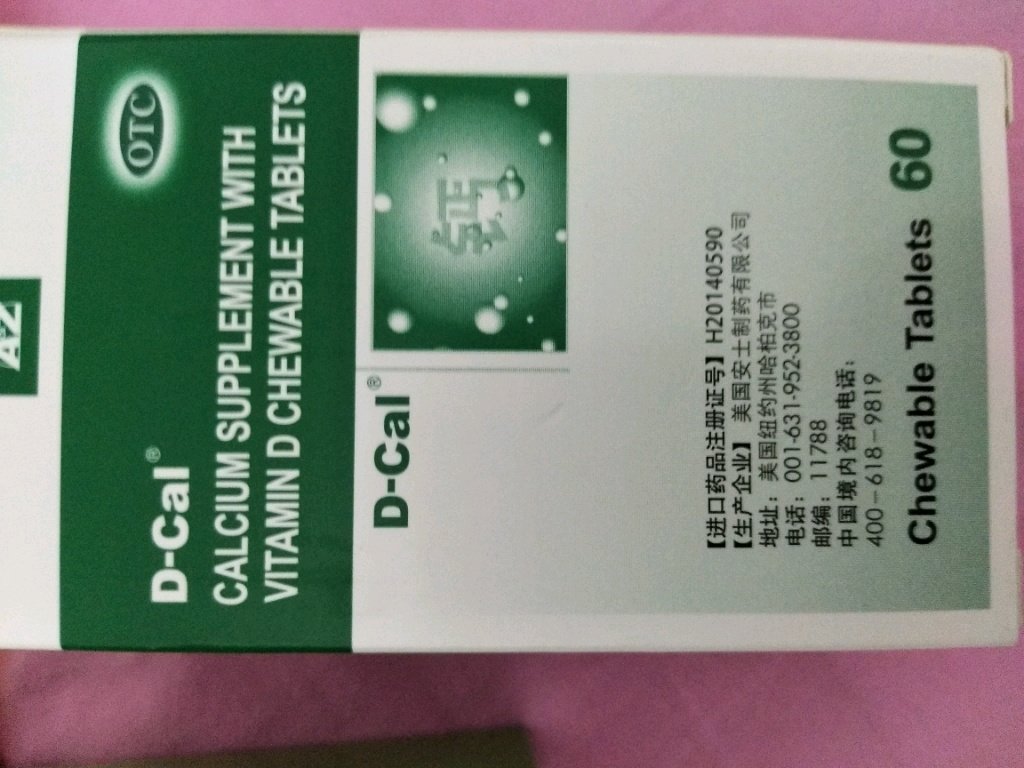 A-Z
OTC
D-Cal®
CALCIUM SUPPLEMENT WITH
VITAMIN D CHEWABLE TABLETS
钙
D-Cal®
【进口药品注册证号】H20140590
【生产企业】美国安士制药有限公司
地址：美国纽约州哈柏克市
电话：001-631-952-3800
邮编：11788
中国境内咨询电话：
400-618-9819
Chewable Tablets 60